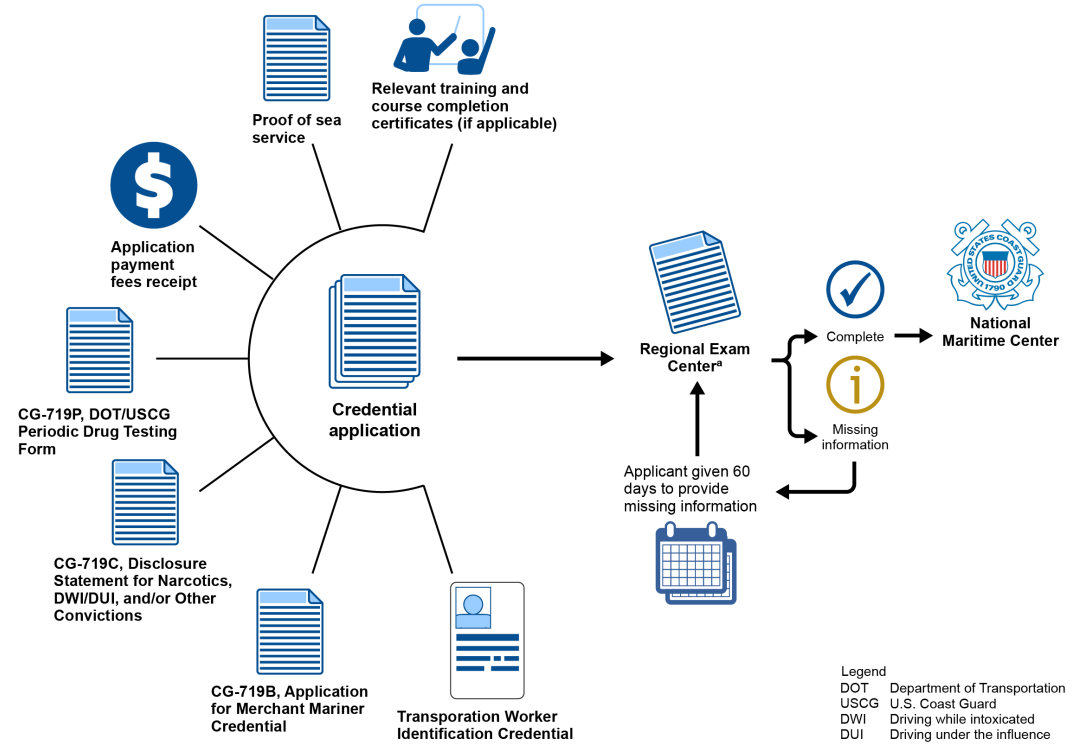 Proof of sea
service
Relevant training and
course completion
certificates (if applicable)
$
Application
payment
fees receipt
CG-719P, DOT/USCG
Periodic Drug Testing
Form
CG-719C, Disclosure
Statement for Narcotics,
DWI/DUI, and/or Other
Convictions
CG-719B, Application
for Merchant Mariner
Credential
Transporation Worker
Identification Credential
Credential
application
Regional Exam
Centerª
Complete
i
Missing
information
Applicant given 60
days to provide
missing information
UNITED STATES COAST GUARD
1790
National
Maritime Center
Legend
DOT Department of Transportation
USCG U.S. Coast Guard
DWI Driving while intoxicated
DUI Driving under the influence